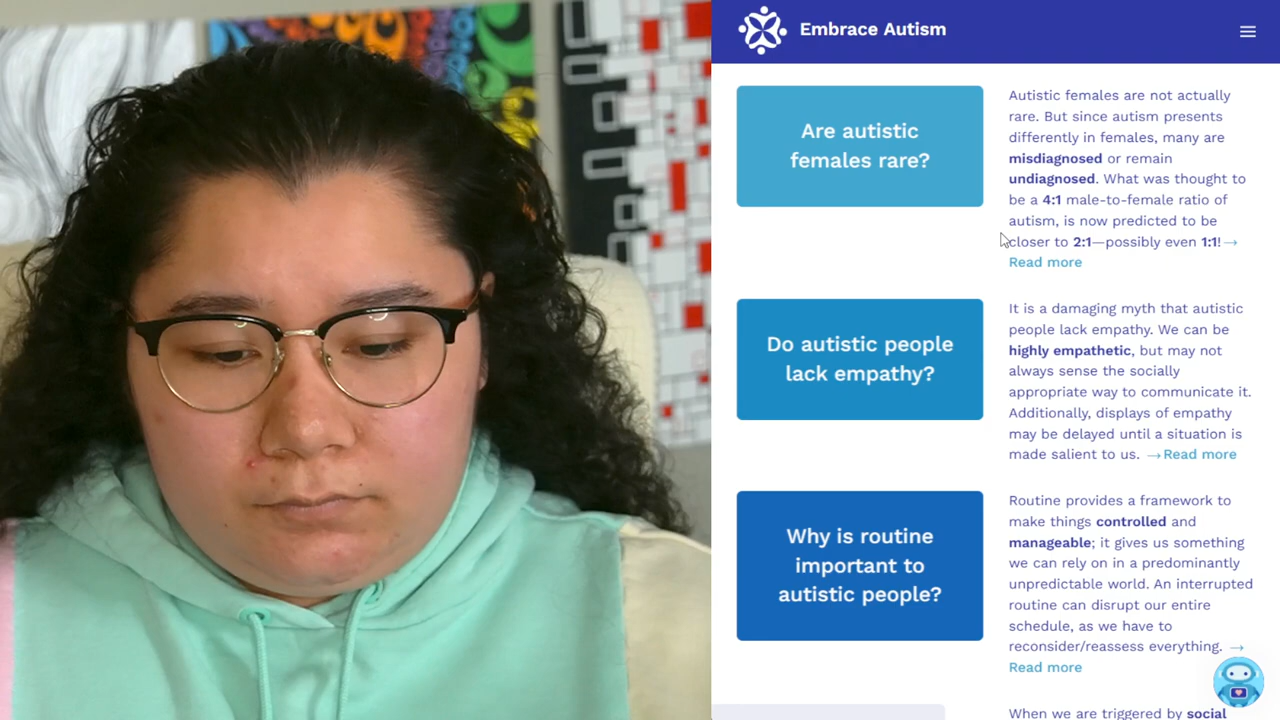 Embrace Autism
Are autistic
females rare?
Autistic females are not actually
rare. But since autism presents
differently in females, many are
misdiagnosed or remain
undiagnosed. What was thought to
be a 4:1 male-to-female ratio of
autism, is now predicted to be
closer to 2:1—possibly even 1:1! →
Read more
Do autistic people
lack empathy?
It is a damaging myth that autistic
people lack empathy. We can be
highly empathetic, but may not
always sense the socially
appropriate way to communicate it.
Additionally, displays of empathy
may be delayed until a situation is
made salient to us. → Read more
Why is routine
important to
autistic people?
Routine provides a framework to
make things controlled and
manageable; it gives us something
we can rely on in a predominantly
unpredictable world. An interrupted
routine can disrupt our entire
schedule, as we have to
reconsider/reassess everything. →
Read more
When we are triggered by social